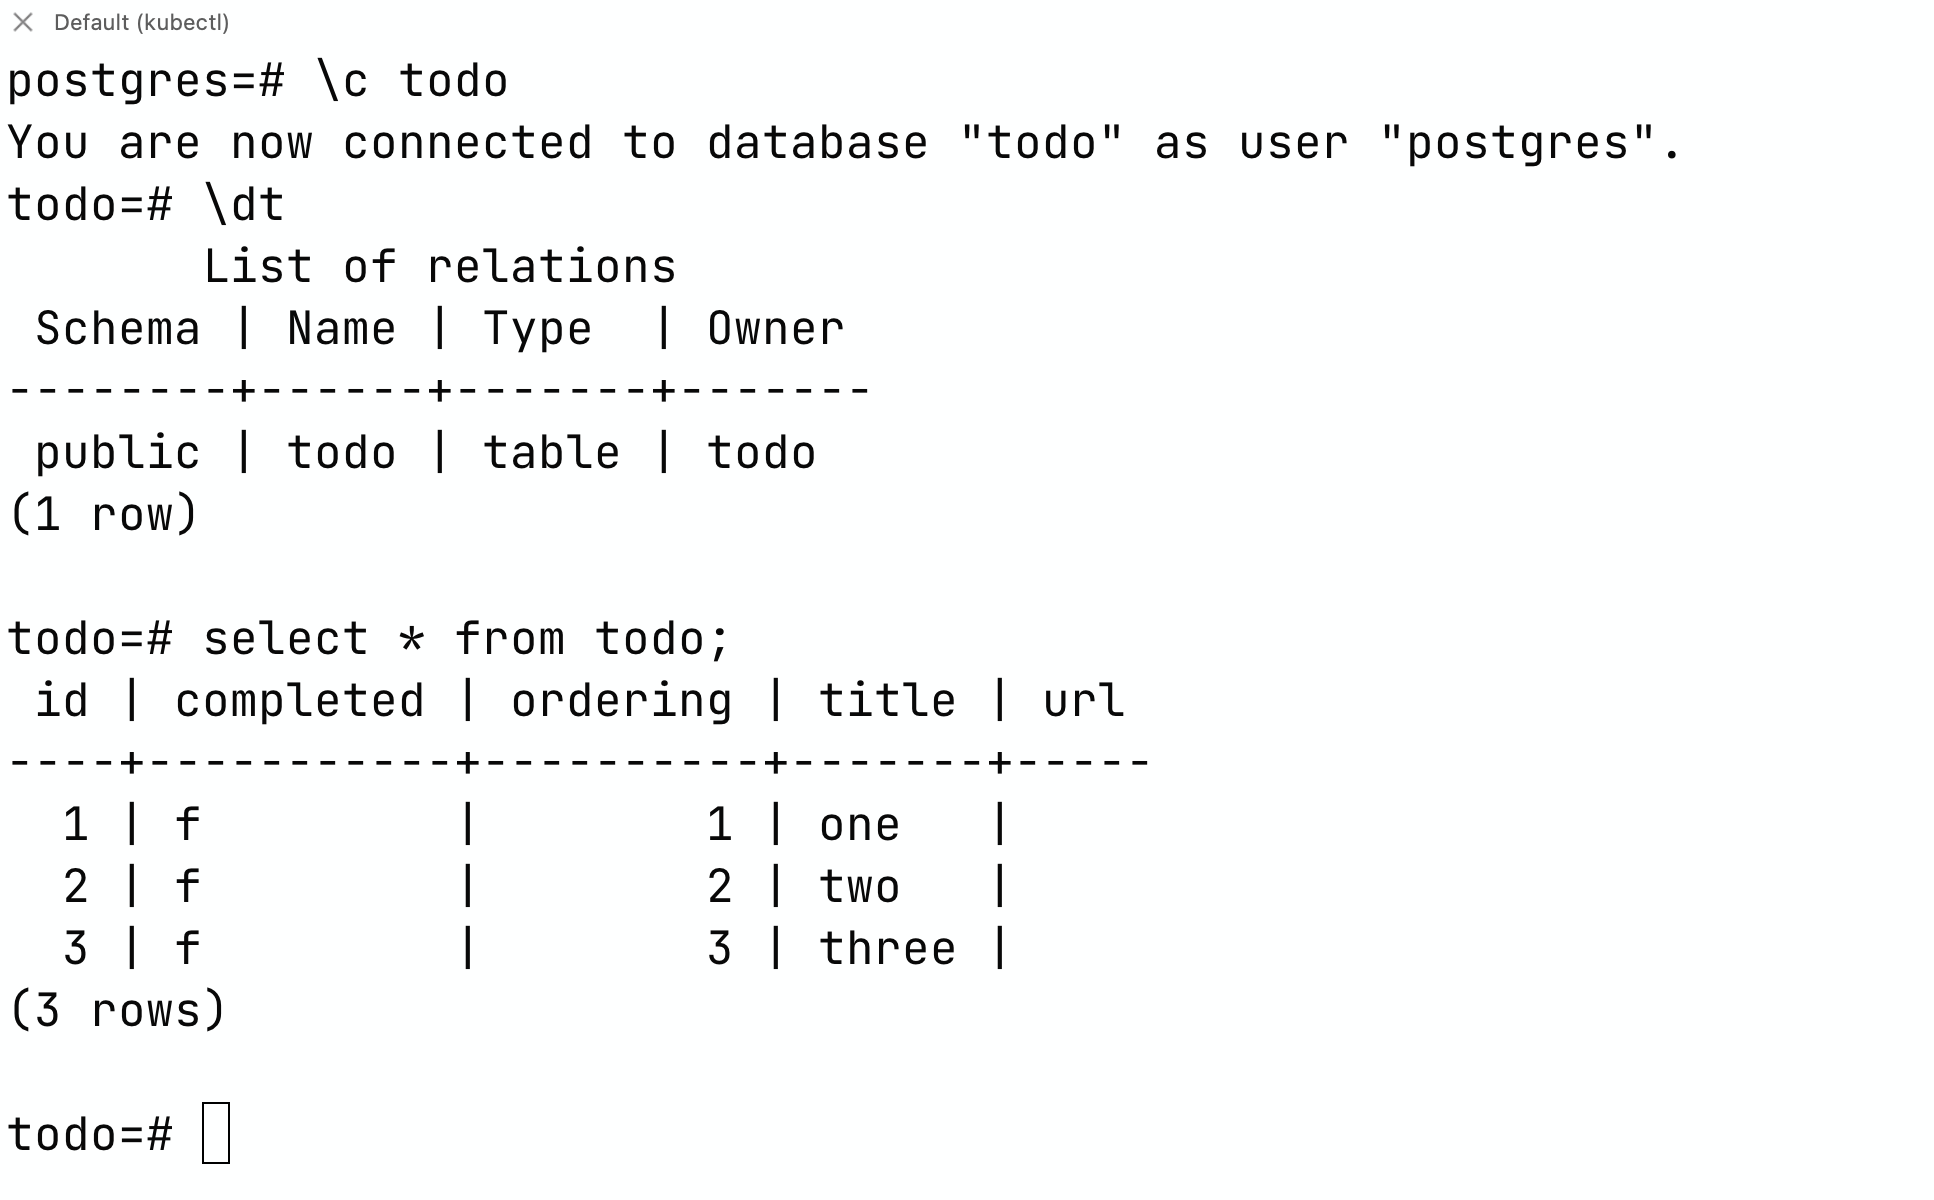 Default (kubectl)
postgres=# \c todo
You are now connected to database "todo" as user "postgres".
todo=# \dt
       List of relations
 Schema | Name | Type  | Owner
--------+------+-------+-------
 public | todo | table | todo
(1 row)

todo=# select * from todo;
 id | completed | ordering | title | url
----+-----------+----------+-------+-----
  1 | f         |        1 | one   |
  2 | f         |        2 | two   |
  3 | f         |        3 | three |
(3 rows)

todo=#